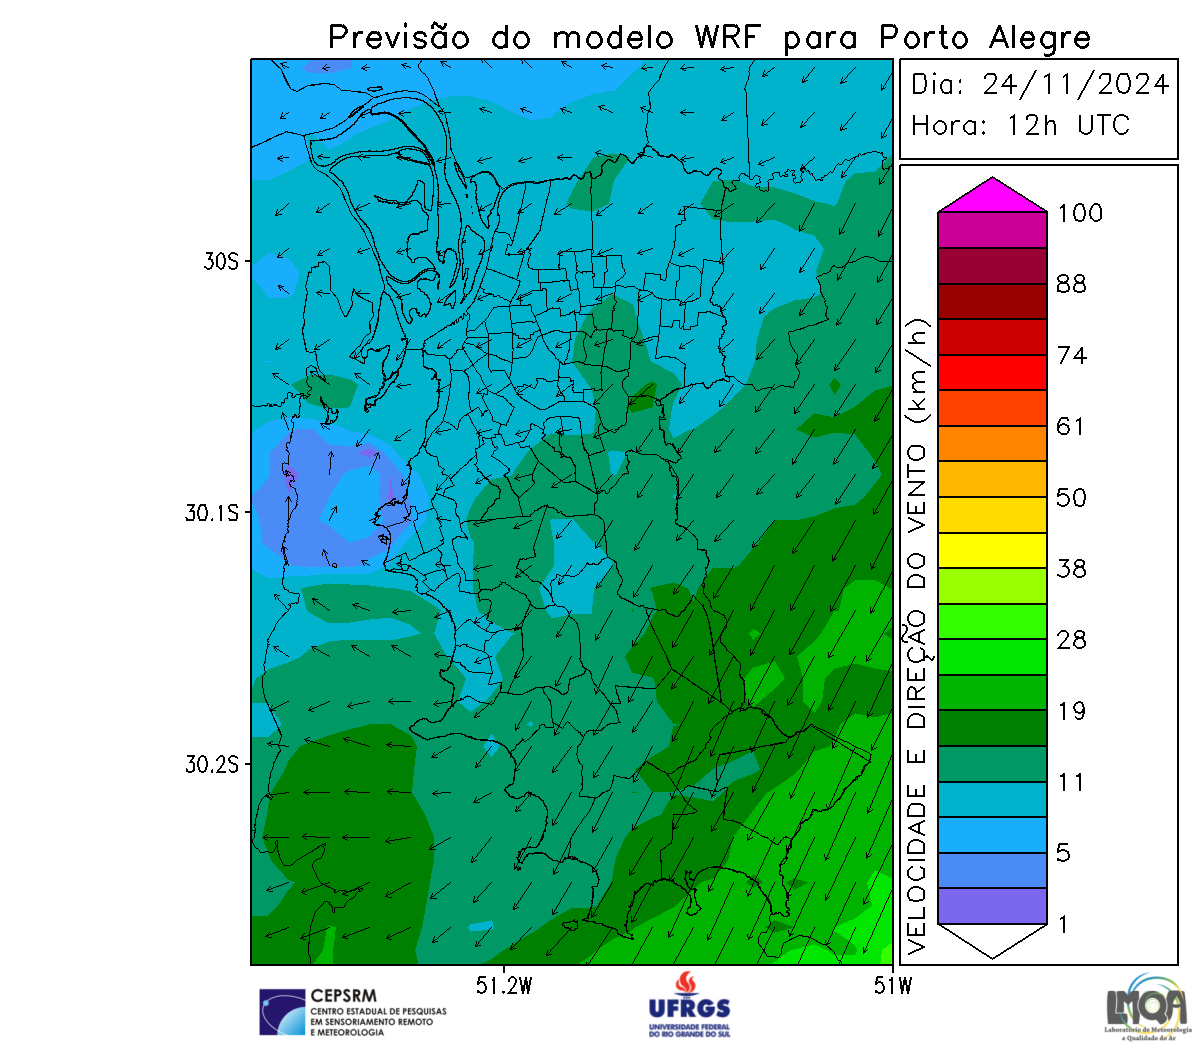 Previsão do modelo WRF para Porto Alegre
Dia: 24/11/2024
Hora: 12h UTC
VELOCIDADE E DIREÇÃO DO VENTO (km/h)
100
88
74
61
50
38
28
19
11
5
1
30S
30.1S
30.2S
51.2W
51W
CEPSRM
CENTRO ESTADUAL DE PESQUISAS
EM SENSORIAMENTO REMOTO
E METEOROLOGIA
UFRGS
UNIVERSIDADE FEDERAL
DO RIO GRANDE DO SUL
LMQA
Laboratório de Meteorologia
e Qualidade do Ar